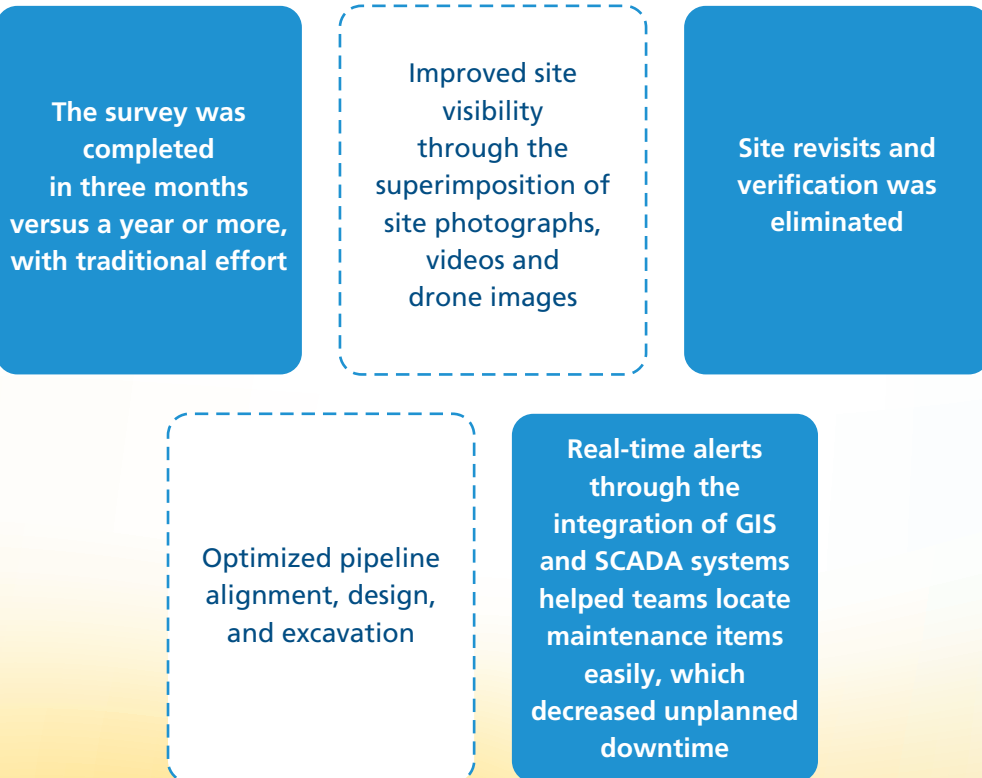 The survey was
completed
in three months
versus a year or more,
with traditional effort
Improved site
visibility
through the
superimposition of
site photographs,
videos and
drone images
Site revisits and
verification was
eliminated
Optimized pipeline
alignment, design,
and excavation
Real-time alerts
through the
integration of GIS
and SCADA systems
helped teams locate
maintenance items
easily, which
decreased unplanned
downtime